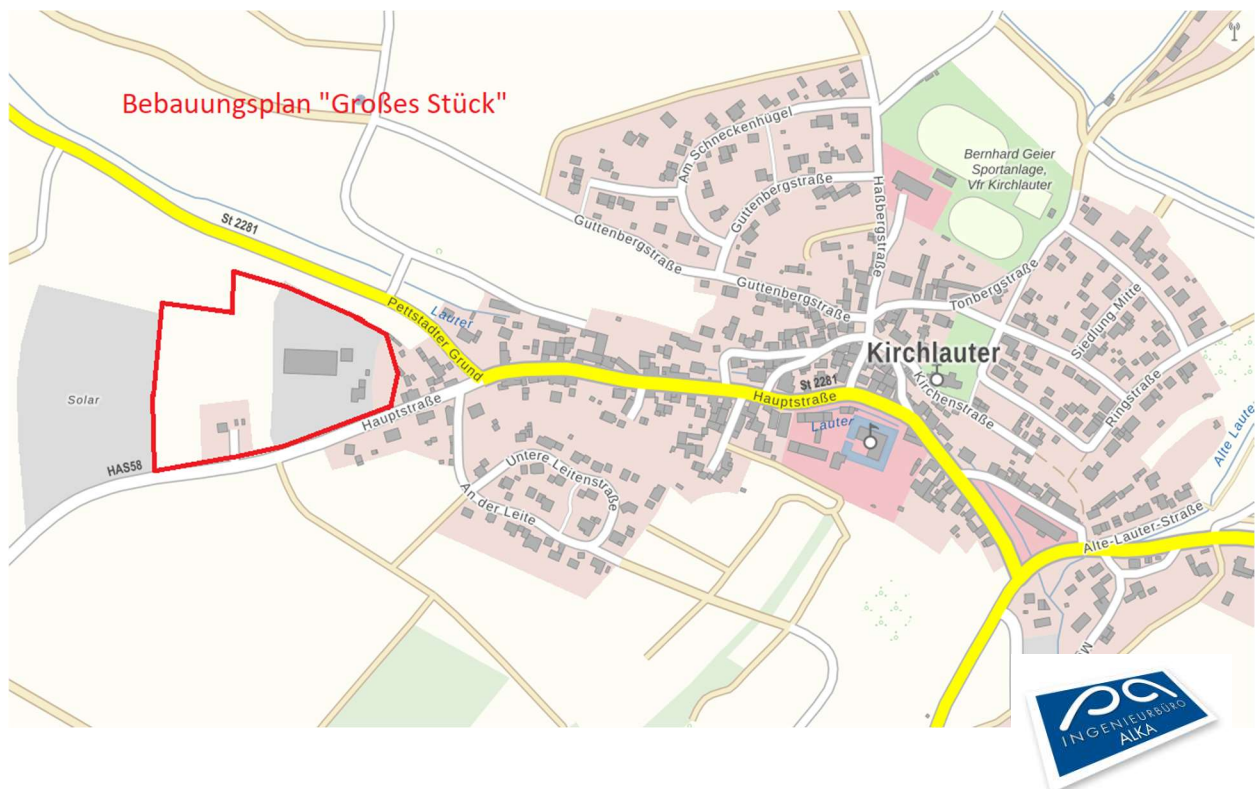 Bebauungsplan "Großes Stück"
Am Schneckenhügel
Bernhard Geier
Sportanlage,
Vfr Kirchlauter
Guttenbergstraße
Haßbergstraße
St 2281
Guttenbergstraße
Guttenbergstraße
Tonbergstraße
Siedlung-Mitte
Pettstadter Grund
Lauter
Kirchlauter
Solar
Hauptstraße
St 2281
Hauptstraße
Lauter
Kirchenstraße
Ringstraße
HAS58
Untere-Leitenstraße
An der Leite
Alte Lauter
Alte-Lauter-Straße
pa
INGENIEURBÜRO
ALKA